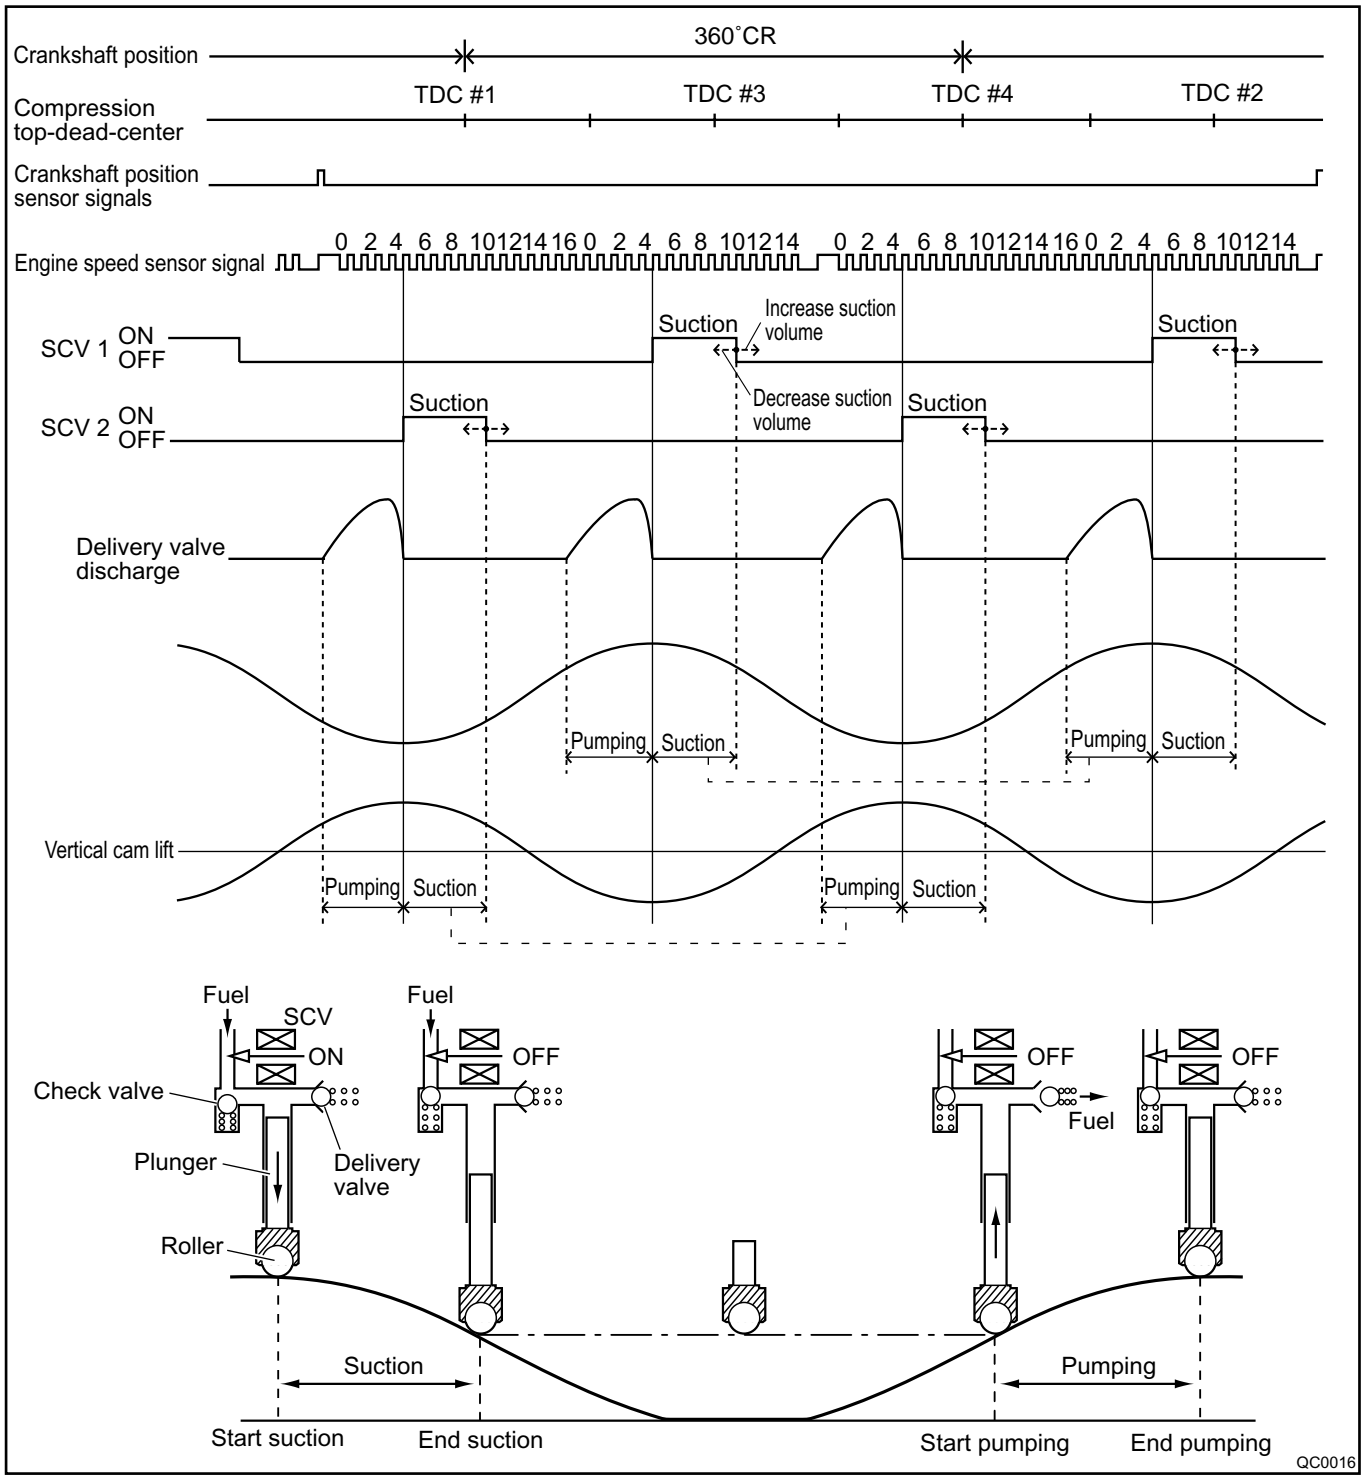 360˚CR
Crankshaft position
TDC #1 TDC #3 TDC #4 TDC #2
Compression
top-dead-center
Crankshaft position
sensor signals
0 2 4 6 8 10 12 14 16 0 2 4 6 8 10 12 14 0 2 4 6 8 10 12 14 16 0 2 4 6 8 10 12 14
Engine speed sensor signal
Increase suction
volume
Suction Suction
SCV 1 ON
OFF
Decrease suction
volume
Suction Suction
SCV 2 ON
OFF
Delivery valve
discharge
Pumping Suction Pumping Suction
Vertical cam lift
Pumping Suction Pumping Suction
Fuel Fuel
SCV
ON OFF OFF OFF
Check valve
Fuel
Plunger
Delivery
valve
Roller
Suction Pumping
Start suction End suction Start pumping End pumping
QC0016